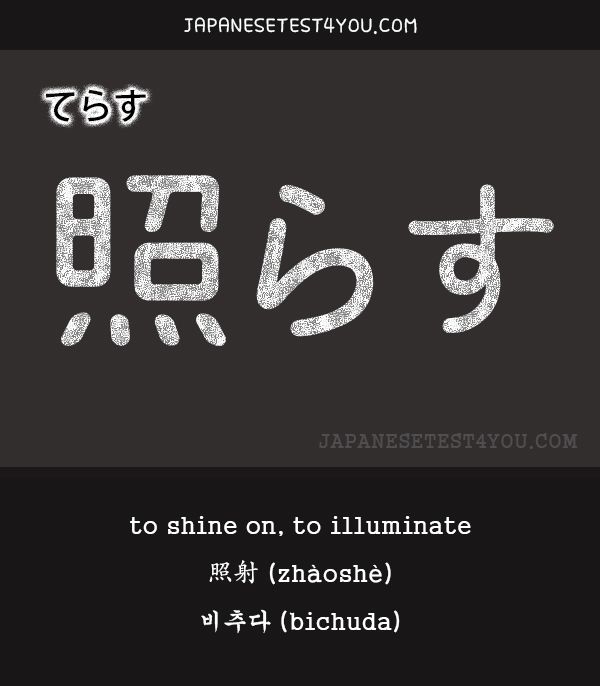 JAPANESETEST4YOU.COM
てらす
照らす
JAPANESETEST4YOU.COM
to shine on, to illuminate
照射 (zhàoshè)
비추다 (bichuda)